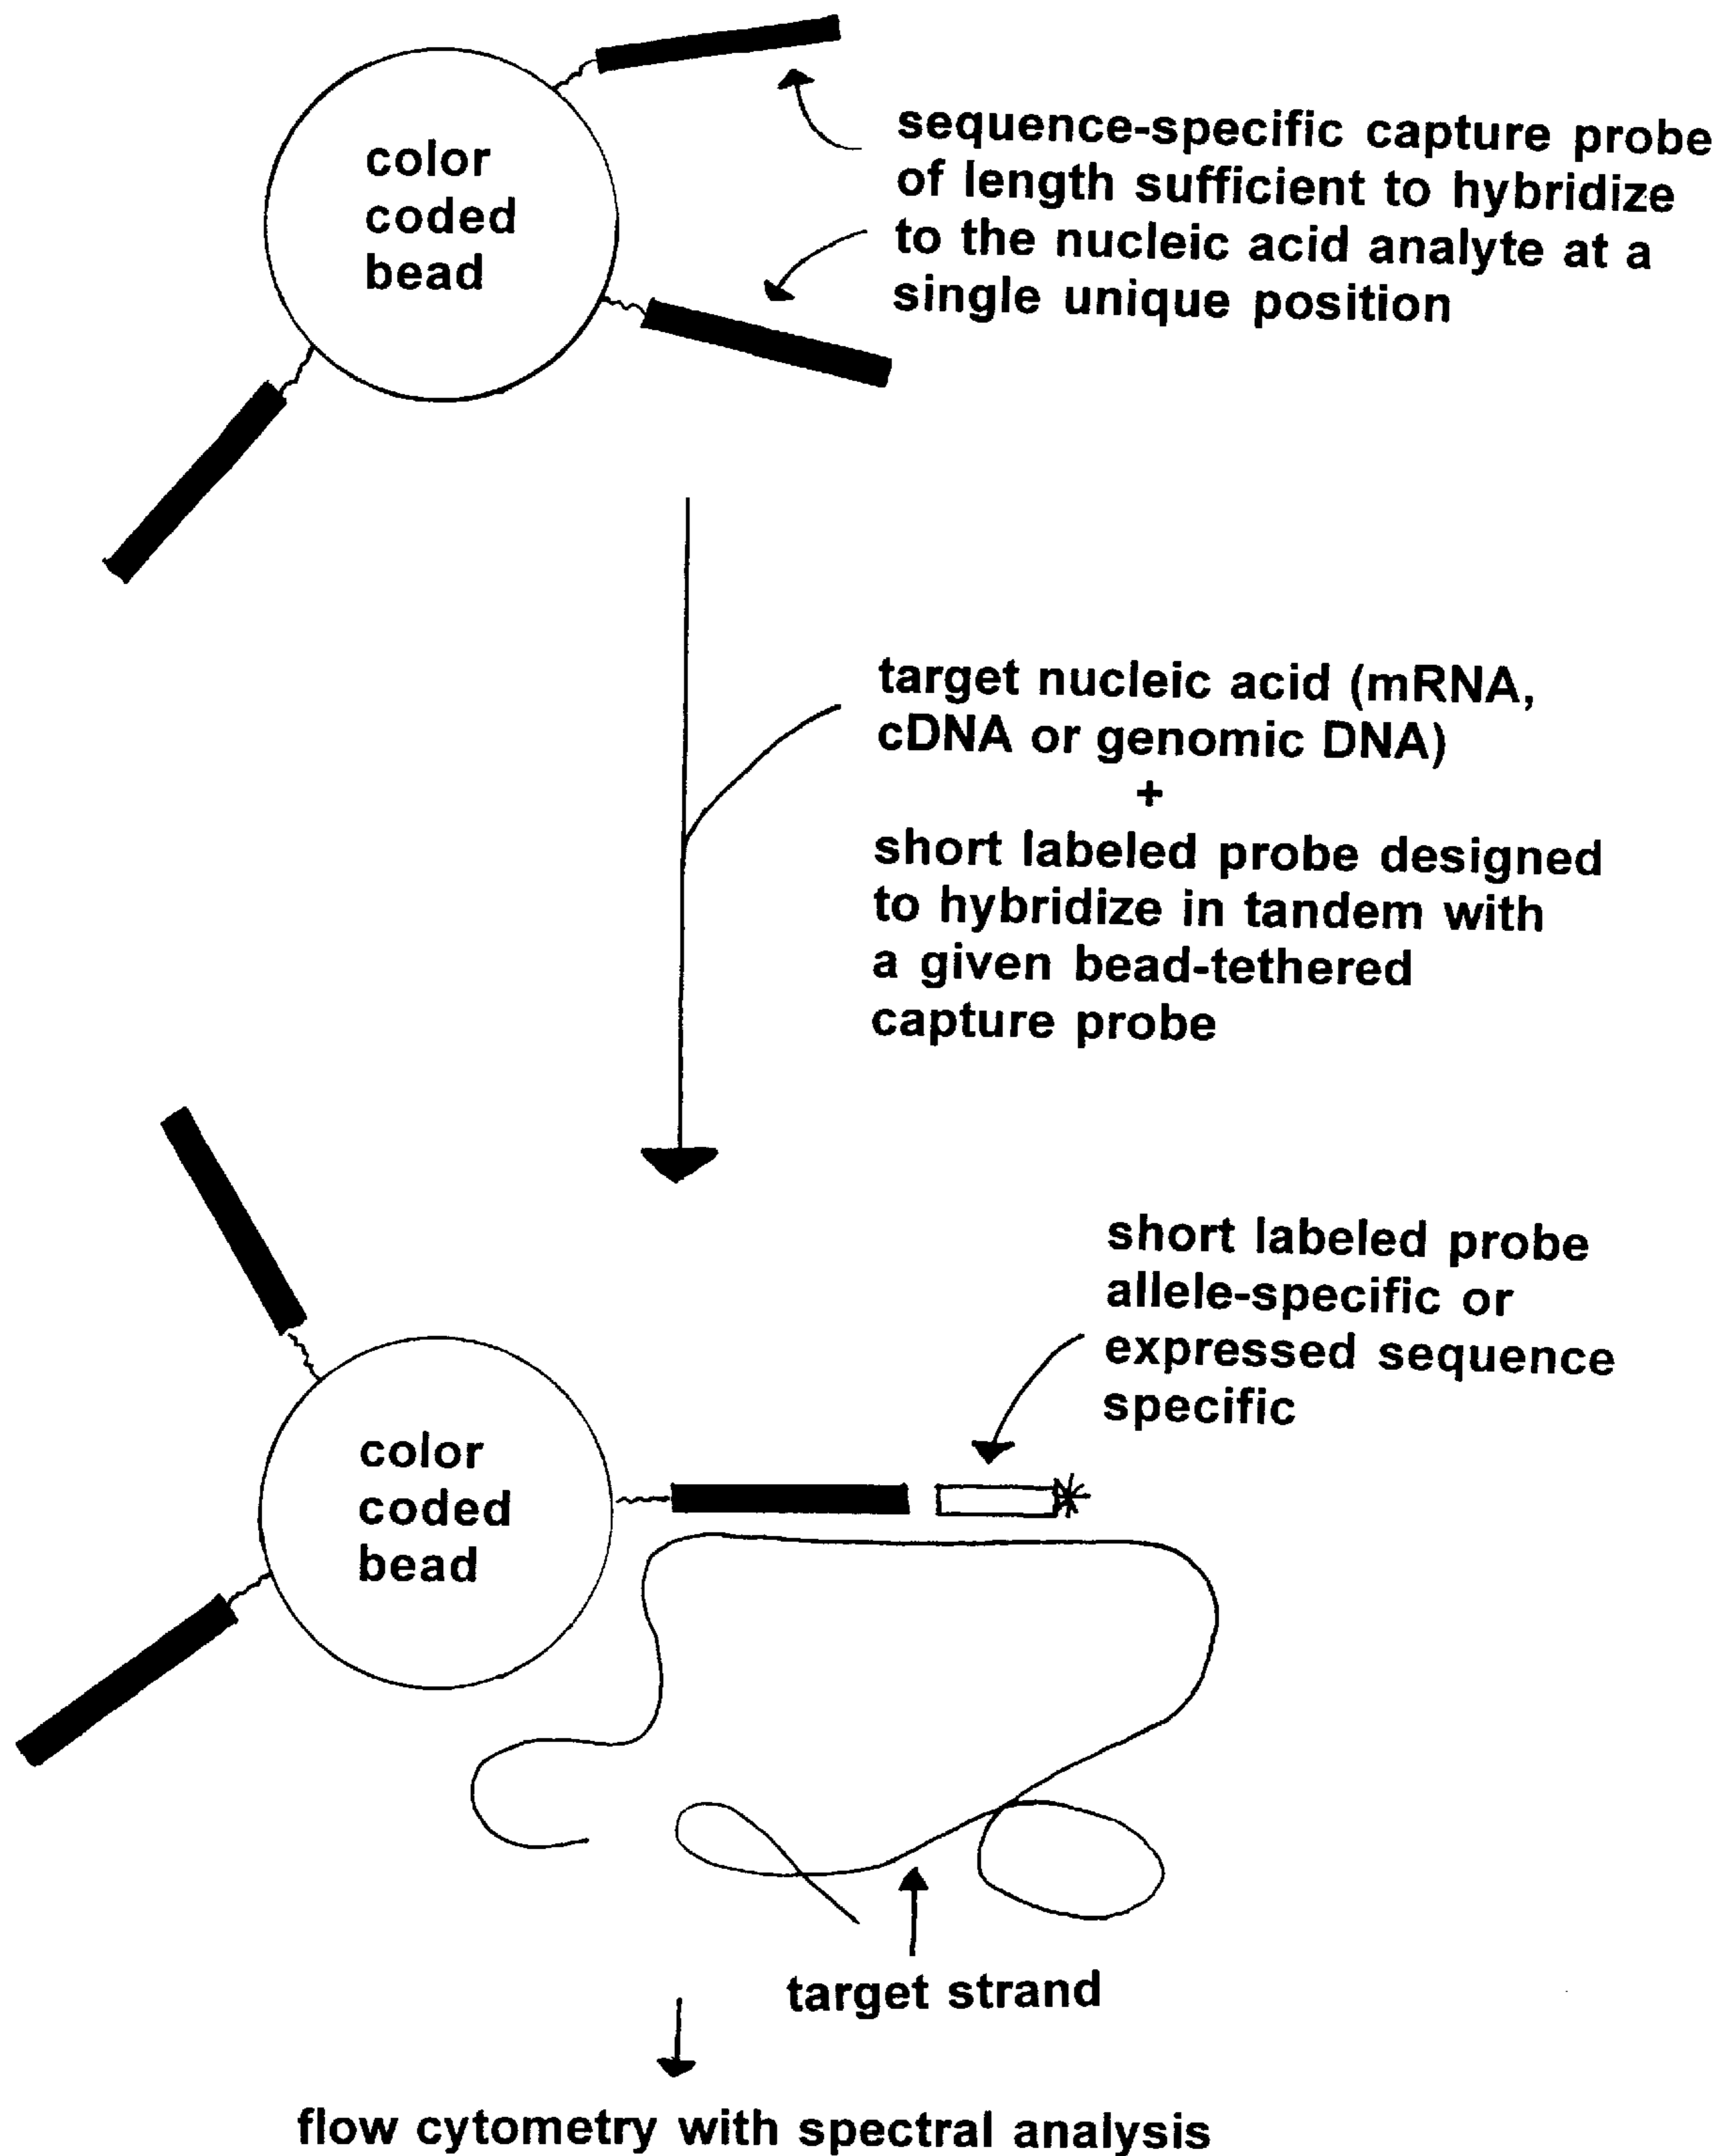 color
coded
bead
sequence-specific capture probe
of length sufficient to hybridize
to the nucleic acid analyte at a
single unique position
target nucleic acid (mRNA,
cDNA or genomic DNA)
+
short labeled probe designed
to hybridize in tandem with
a given bead-tethered
capture probe
short labeled probe
allele-specific or
expressed sequence
specific
color
coded
bead
target strand
flow cytometry with spectral analysis